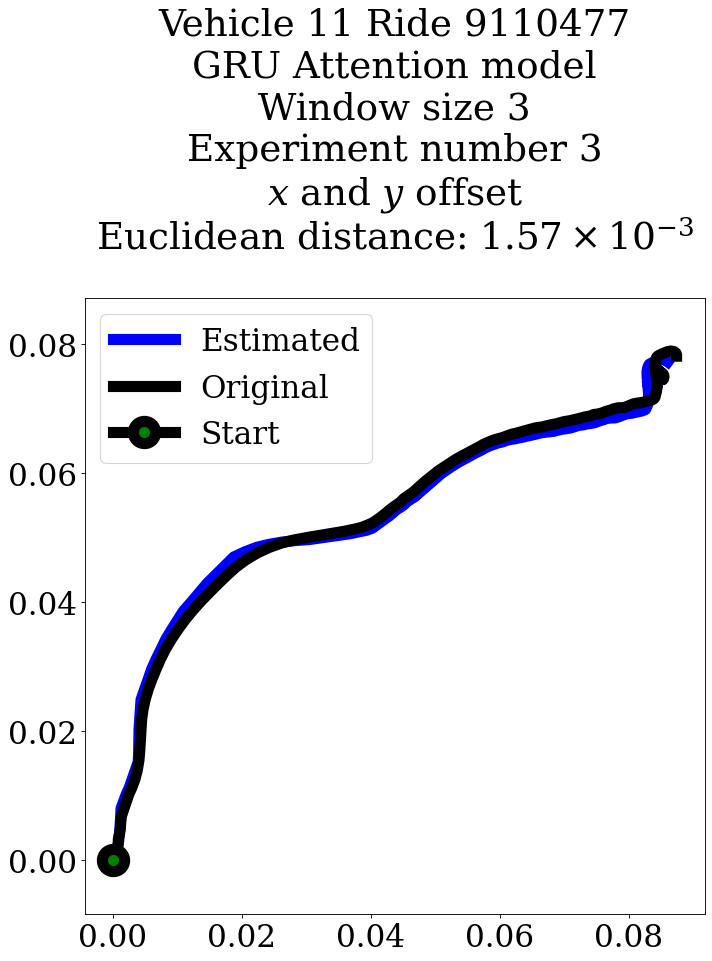 Vehicle 11 Ride 9110477
GRU Attention model
Window size 3
Experiment number 3
x and y offset
Euclidean distance: 1.57 × 10⁻³
Estimated
Original
Start
0.08
0.06
0.04
0.02
0.00
0.00 0.02 0.04 0.06 0.08